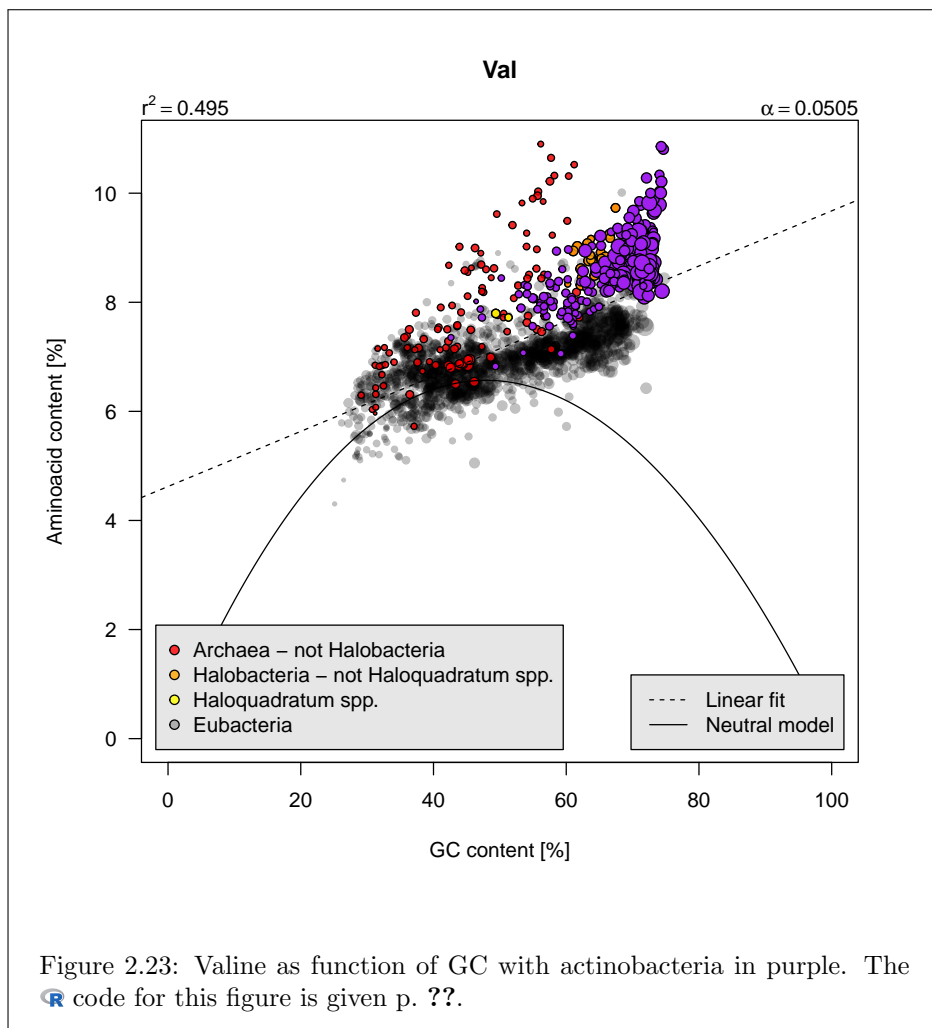 Val
r² = 0.495
α = 0.0505
10
8
6
4
2
0
Aminoacid content [%]
Archaea − not Halobacteria
Halobacteria − not Haloquadratum spp.
Haloquadratum spp.
Eubacteria
Linear fit
Neutral model
0 20 40 60 80 100
GC content [%]
Figure 2.23: Valine as function of GC with actinobacteria in purple. The
R code for this figure is given p. ??.